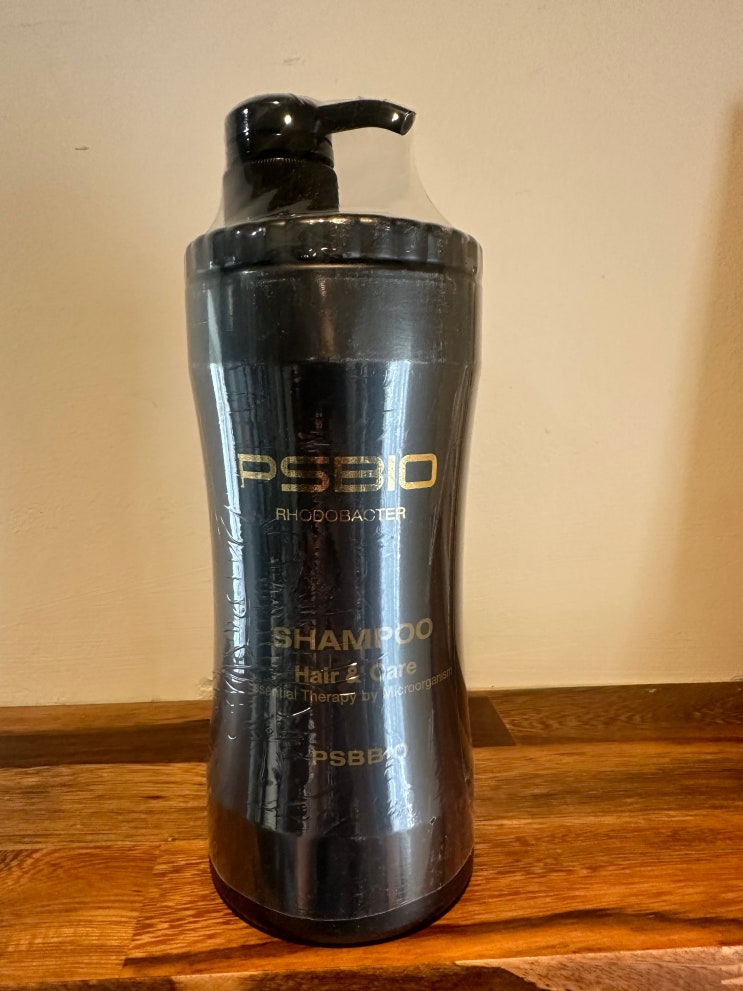 PSBIO
RHODOBACTER
SHAMPOO
Hair & Care
Essential Therapy by Microorganism
PSBBIO